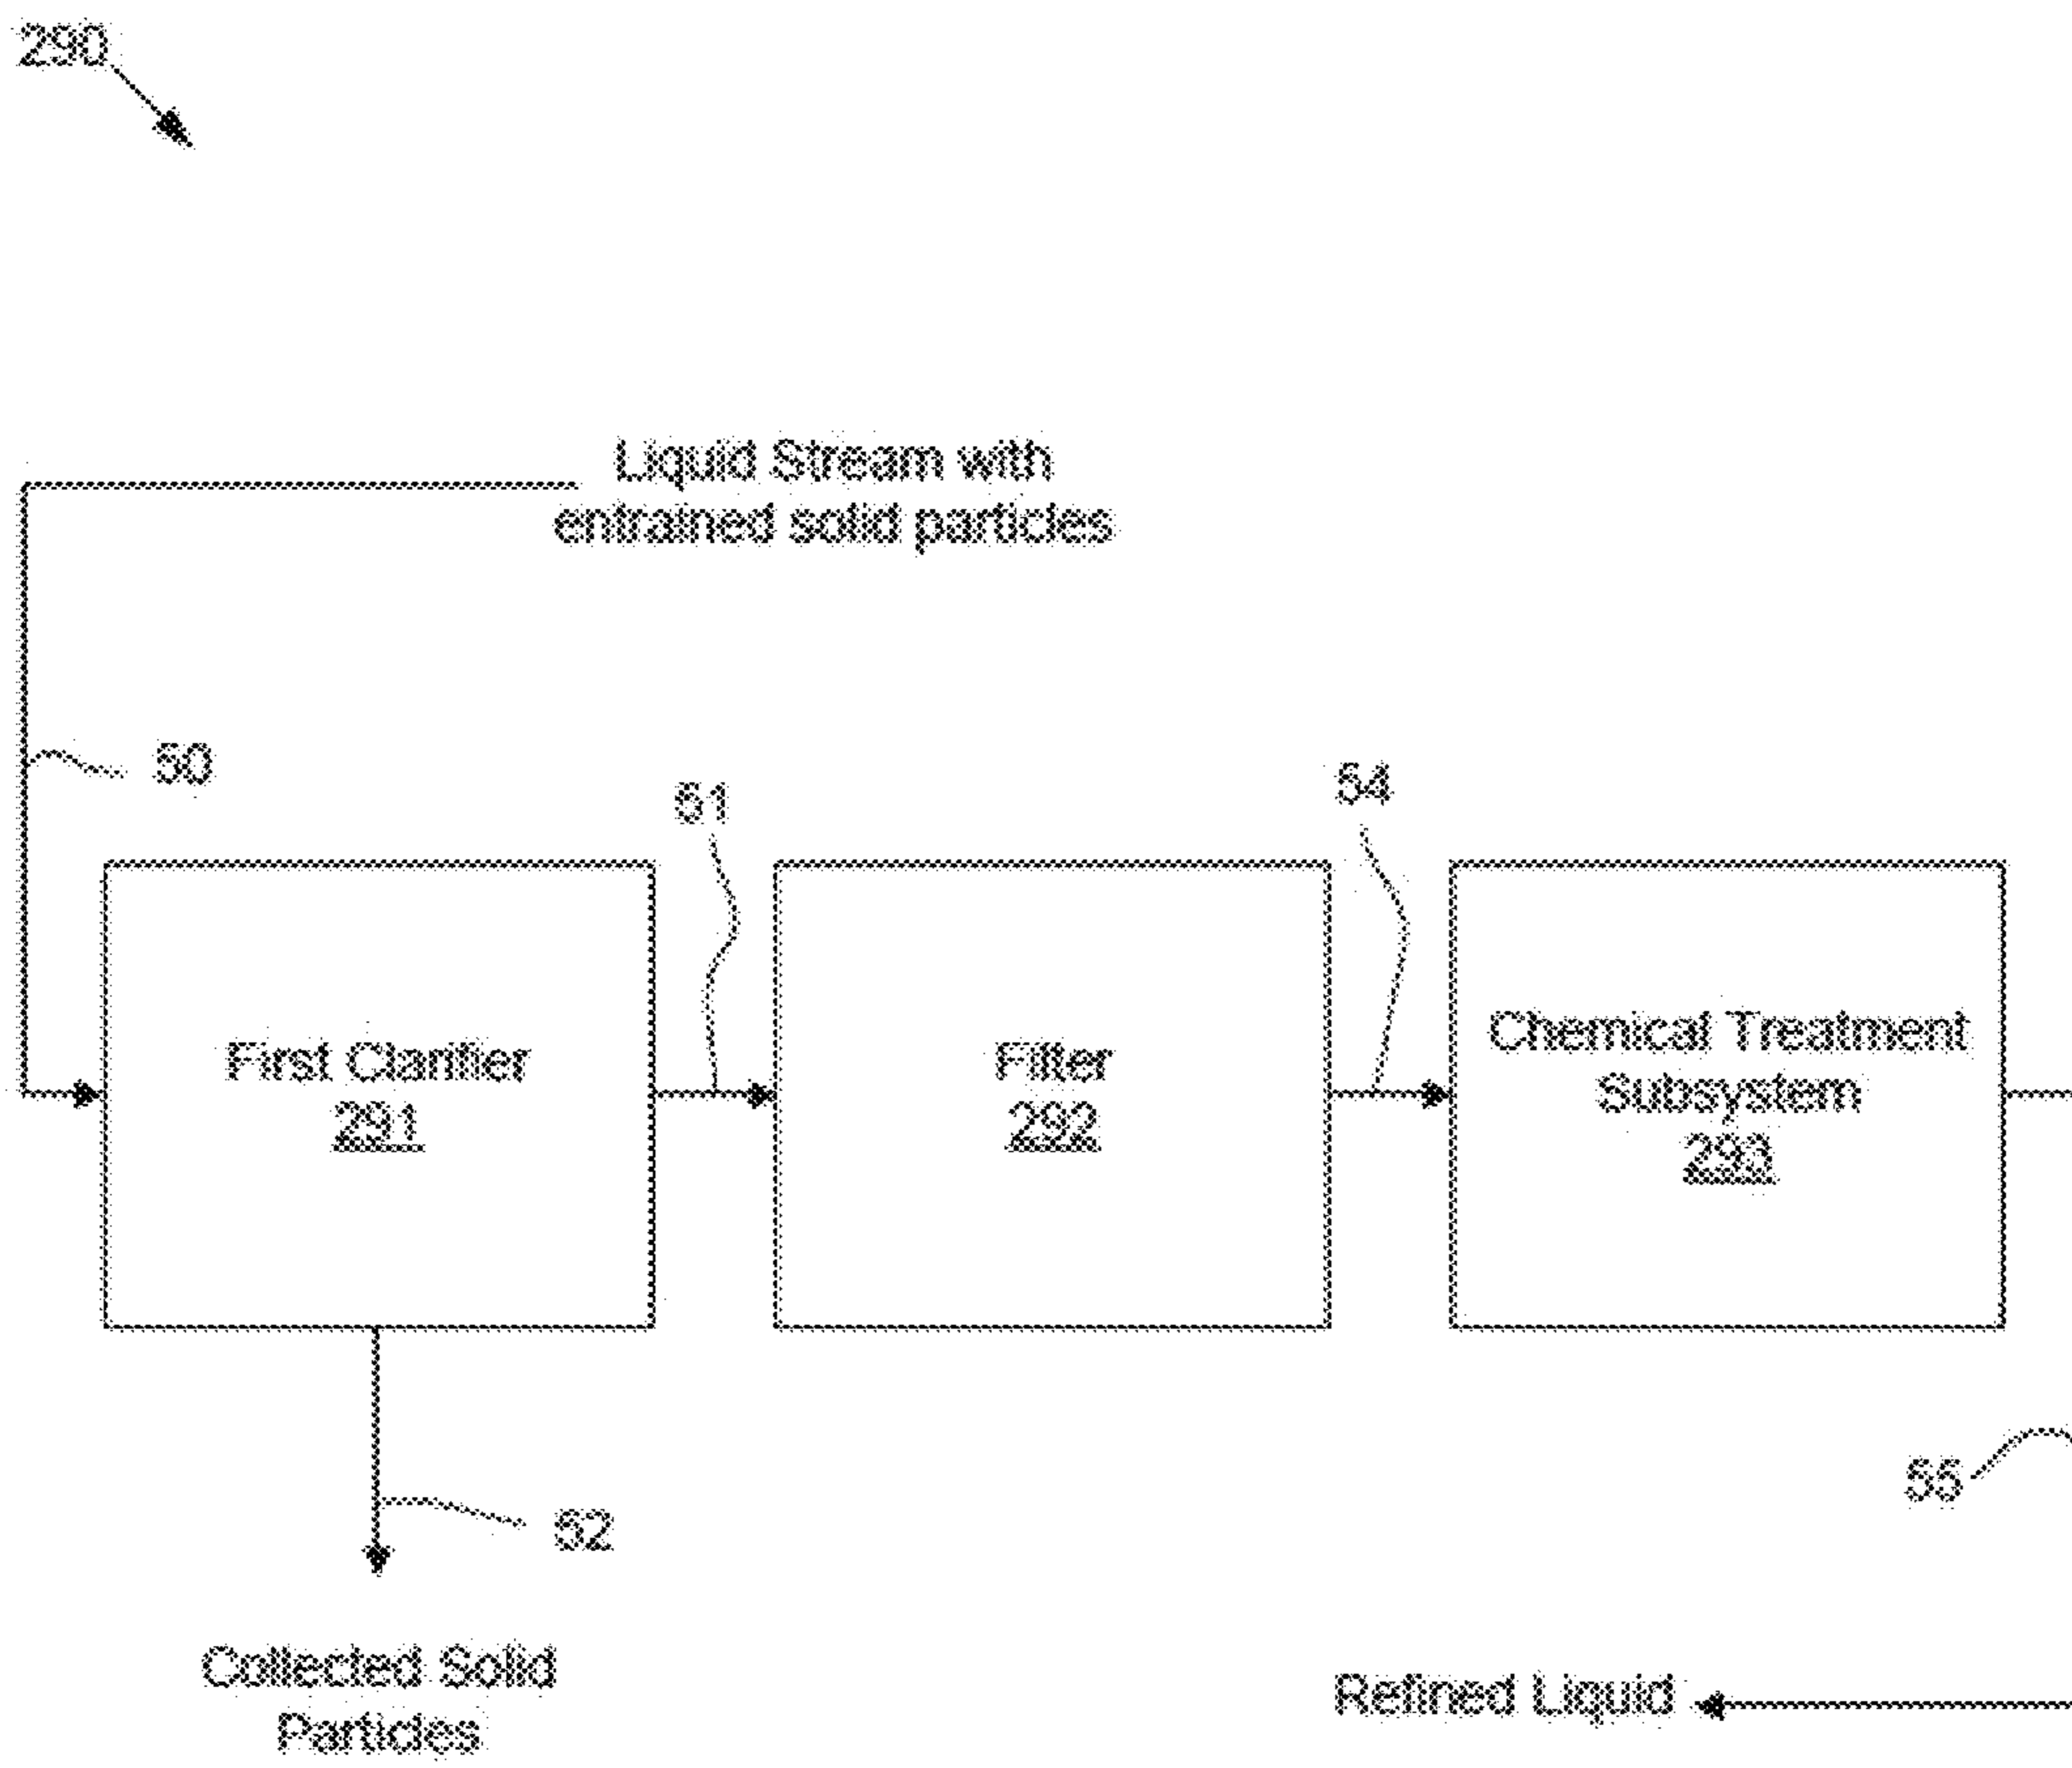 290
Liquid Stream with
entrained solid particles
50
51
54
First Clarifier
291
Filter
292
Chemical Treatment
Subsystem
293
55
52
Collected Solid
Particles
Refined Liquid